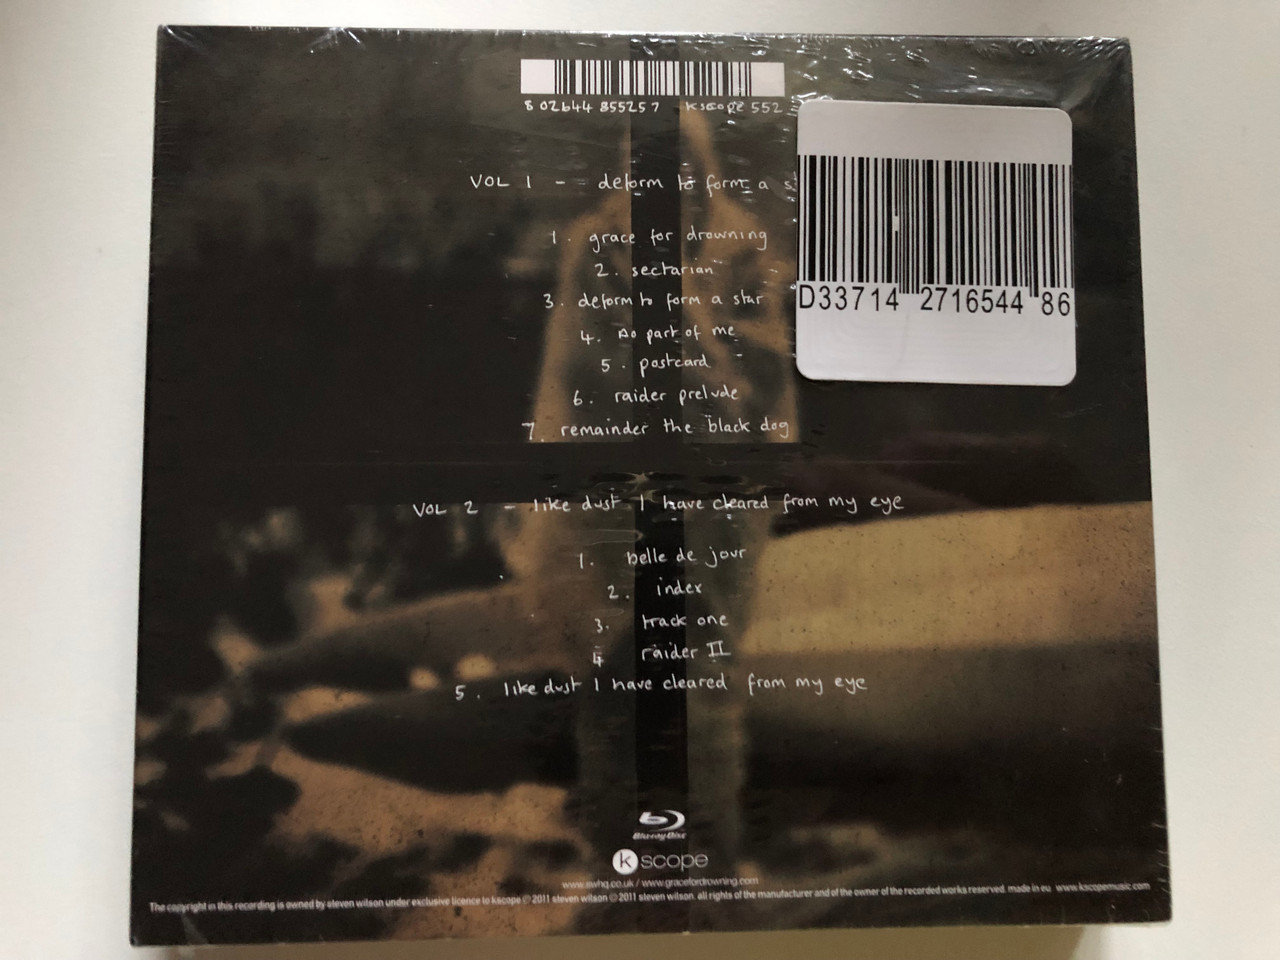 8 02644 855257 kscope 552
VOL 1 - deform to form a s
1. grace for drowning
2. sectarian
3. deform to form a star
4. no part of me
5. postcard
6. raider prelude
7. remainder the black dog
D33714 2716544 86
VOL 2 - like dust I have cleared from my eye
1. belle de jour
2. index
3. track one
4 raider II
5. like dust I have cleared from my eye
Blu-ray Disc
kscope
www.swhq.co.uk / www.gracefordrowning.com
The copyright in this recording is owned by steven wilson under exclusive licence to kscope ℗ 2011 steven wilson © 2011 steven wilson. all rights of the manufacturer and of the owner of the recorded works reserved. made in eu www.kscopemusic.com